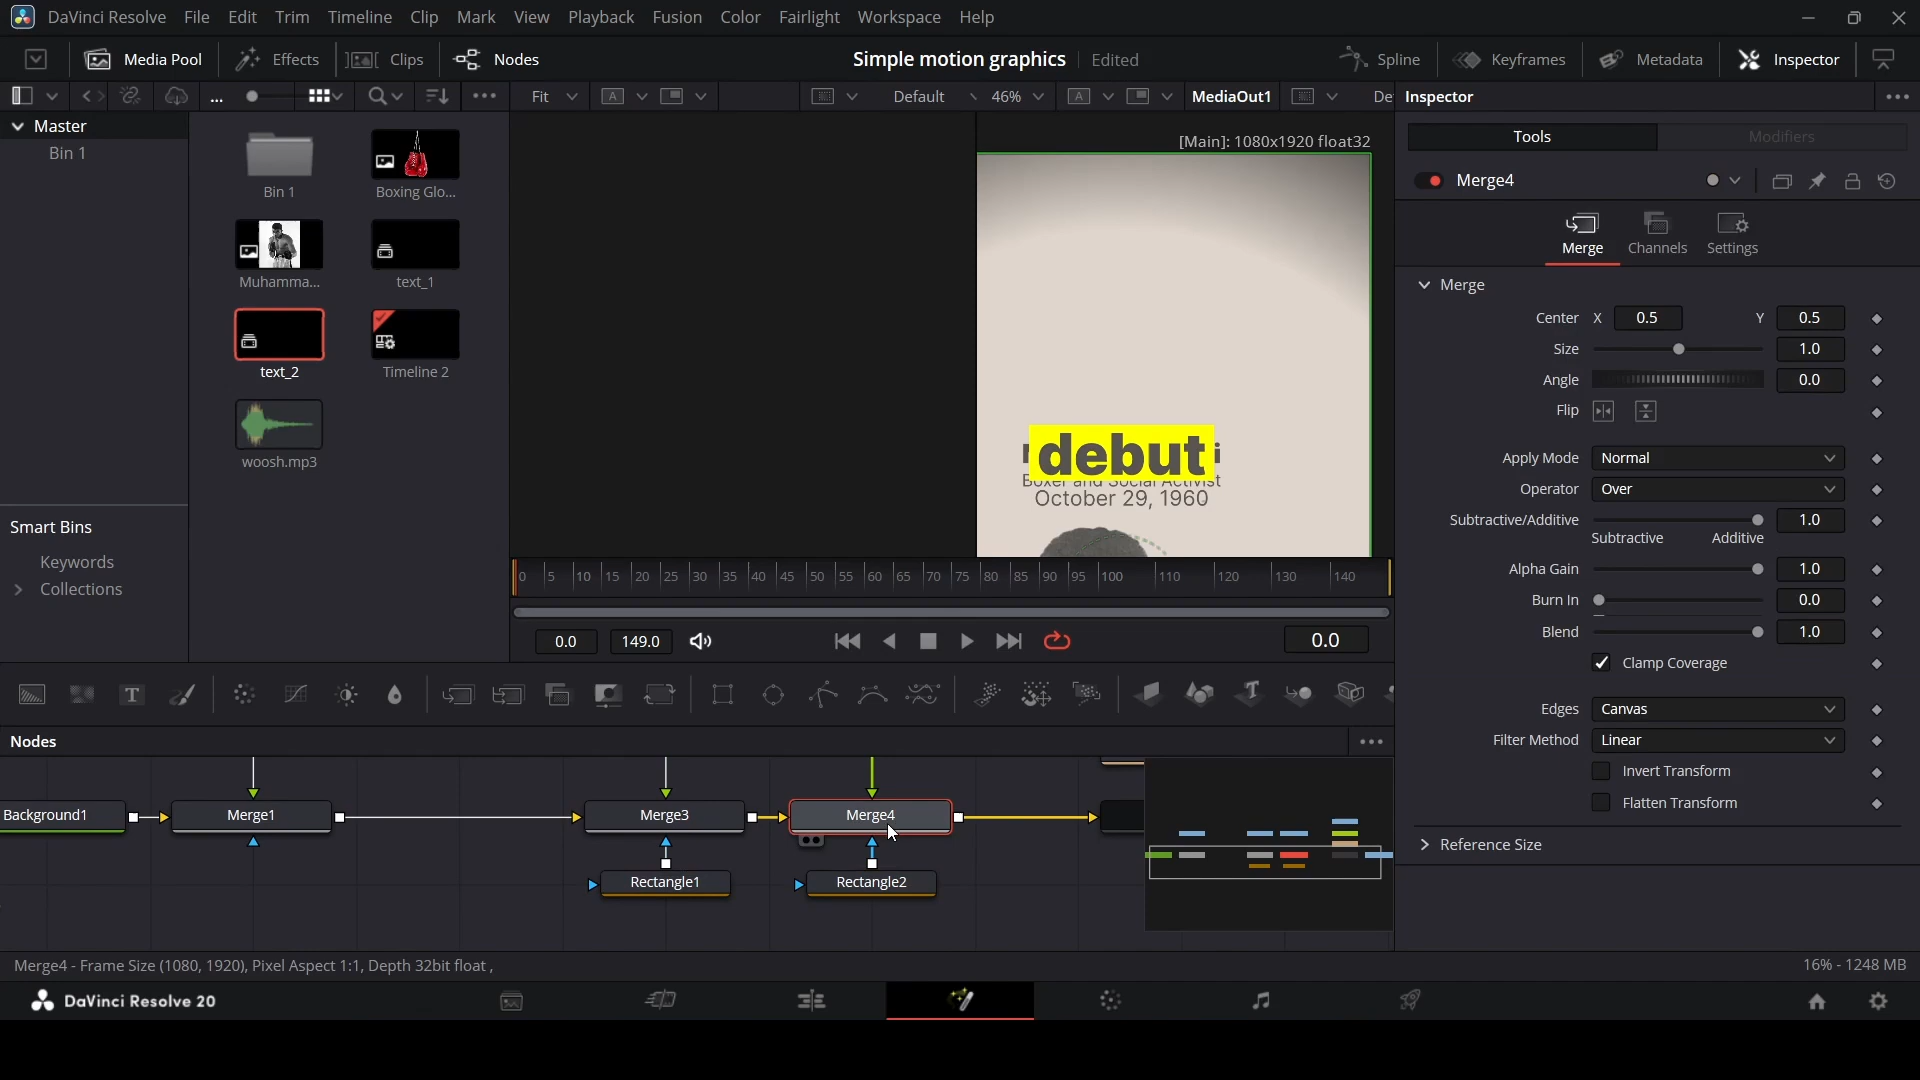 DaVinci Resolve File Edit Trim Timeline Clip Mark View Playback Fusion Color Fairlight Workspace Help
Media Pool Effects Clips Nodes Simple motion graphics Edited Spline Keyframes Metadata Inspector
... Fit A Default 46% A MediaOut1 De Inspector
Master
Bin 1
Bin 1
Boxing Glo...
Muhamma...
text_1
text_2
Timeline 2
woosh.mp3
Smart Bins
Keywords
Collections
[Main]: 1080x1920 float32
debut
Boxer and Social Activist
October 29, 1960
0 5 10 15 20 25 30 35 40 45 50 55 60 65 70 75 80 85 90 95 100 110 120 130 140
0.0 149.0 0.0
T T
Nodes
Background1 Merge1 Merge3 Merge4
Rectangle1 Rectangle2
Tools Modifiers
Merge4
Merge Channels Settings
Merge
Center X 0.5 Y 0.5
Size 1.0
Angle 0.0
Flip
Apply Mode Normal
Operator Over
Subtractive/Additive 1.0
Subtractive Additive
Alpha Gain 1.0
Burn In 0.0
Blend 1.0
Clamp Coverage
Edges Canvas
Filter Method Linear
Invert Transform
Flatten Transform
Reference Size
Merge4 - Frame Size (1080, 1920), Pixel Aspect 1:1, Depth 32bit float , 16% - 1248 MB
DaVinci Resolve 20